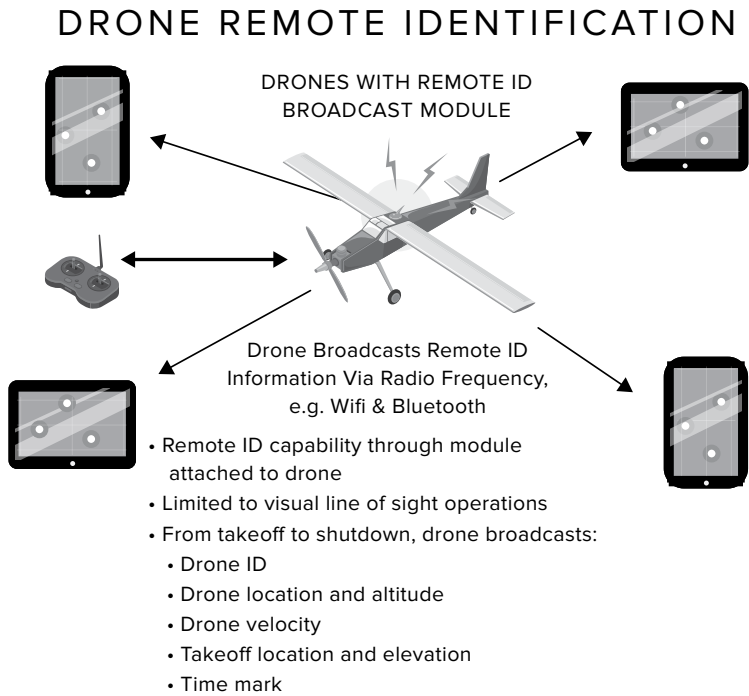 DRONE REMOTE IDENTIFICATION
DRONES WITH REMOTE ID
BROADCAST MODULE
Drone Broadcasts Remote ID
Information Via Radio Frequency,
e.g. Wifi & Bluetooth
• Remote ID capability through module
attached to drone
• Limited to visual line of sight operations
• From takeoff to shutdown, drone broadcasts:
• Drone ID
• Drone location and altitude
• Drone velocity
• Takeoff location and elevation
• Time mark